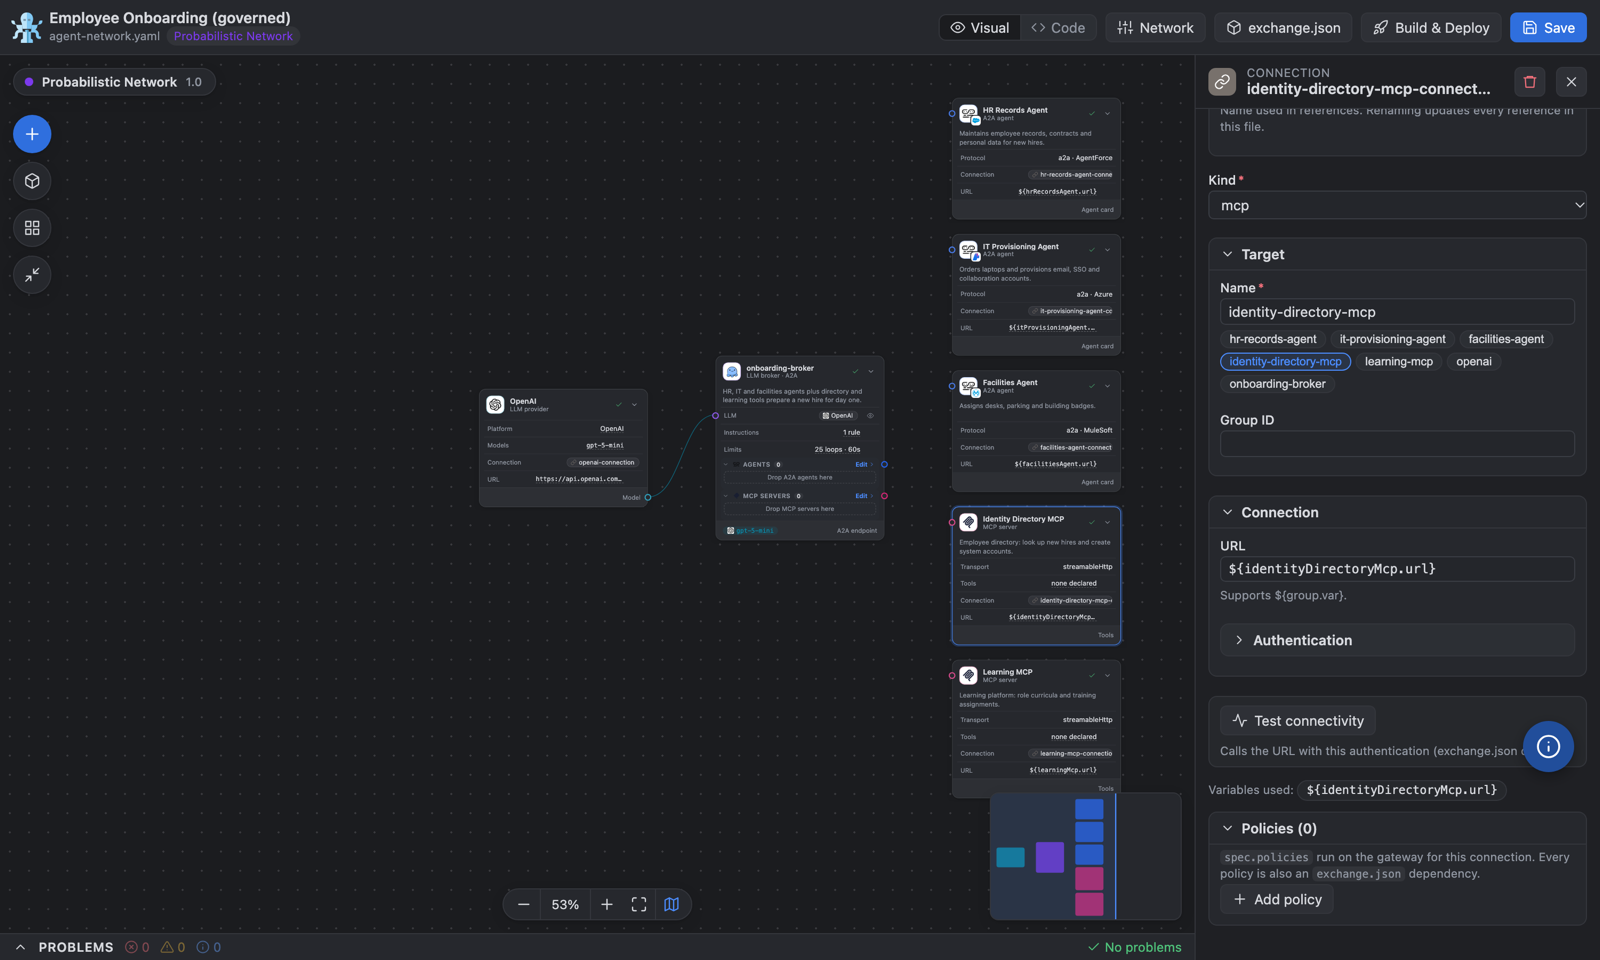 Employee Onboarding (governed)
agent-network.yaml Probabilistic Network
Visual
Code
Network
exchange.json
Build & Deploy
Save
Probabilistic Network 1.0
HR Records Agent
A2A agent
Maintains employee records, contracts and
personal data for new hires.
Protocol a2a · AgentForce
Connection hr-records-agent-conne
URL ${hrRecordsAgent.url}
Agent card
IT Provisioning Agent
A2A agent
Orders laptops and provisions email, SSO and
collaboration accounts.
Protocol a2a · Azure
Connection it-provisioning-agent-cc
URL ${itProvisioningAgent.…
Agent card
Facilities Agent
A2A agent
Assigns desks, parking and building badges.
Protocol a2a · MuleSoft
Connection facilities-agent-connect
URL ${facilitiesAgent.url}
Agent card
Identity Directory MCP
MCP server
Employee directory: look up new hires and create
system accounts.
Transport streamableHttp
Tools none declared
Connection identity-directory-mcp-
URL ${identityDirectoryMcp…
Tools
Learning MCP
MCP server
Learning platform: role curricula and training
assignments.
Transport streamableHttp
Tools none declared
Connection learning-mcp-connectio
URL ${learningMcp.url}
Tools
onboarding-broker
LLM broker · A2A
HR, IT and facilities agents plus directory and
learning tools prepare a new hire for day one.
LLM OpenAI
Instructions 1 rule
Limits 25 loops · 60s
AGENTS 0 Edit
Drop A2A agents here
MCP SERVERS 0 Edit
Drop MCP servers here
gpt-5-mini A2A endpoint
OpenAI
LLM provider
Platform OpenAI
Models gpt-5-mini
Connection openai-connection
URL https://api.openai.com…
Model
53%
PROBLEMS 0 0 0
No problems
CONNECTION
identity-directory-mcp-connect...
Name used in references. Renaming updates every reference in
this file.
Kind *
mcp
Target
Name *
identity-directory-mcp
hr-records-agent it-provisioning-agent facilities-agent
identity-directory-mcp learning-mcp openai
onboarding-broker
Group ID
Connection
URL
${identityDirectoryMcp.url}
Supports ${group.var}.
Authentication
Test connectivity
Calls the URL with this authentication (exchange.json
Variables used: ${identityDirectoryMcp.url}
Policies (0)
spec.policies run on the gateway for this connection. Every
policy is also an exchange.json dependency.
Add policy